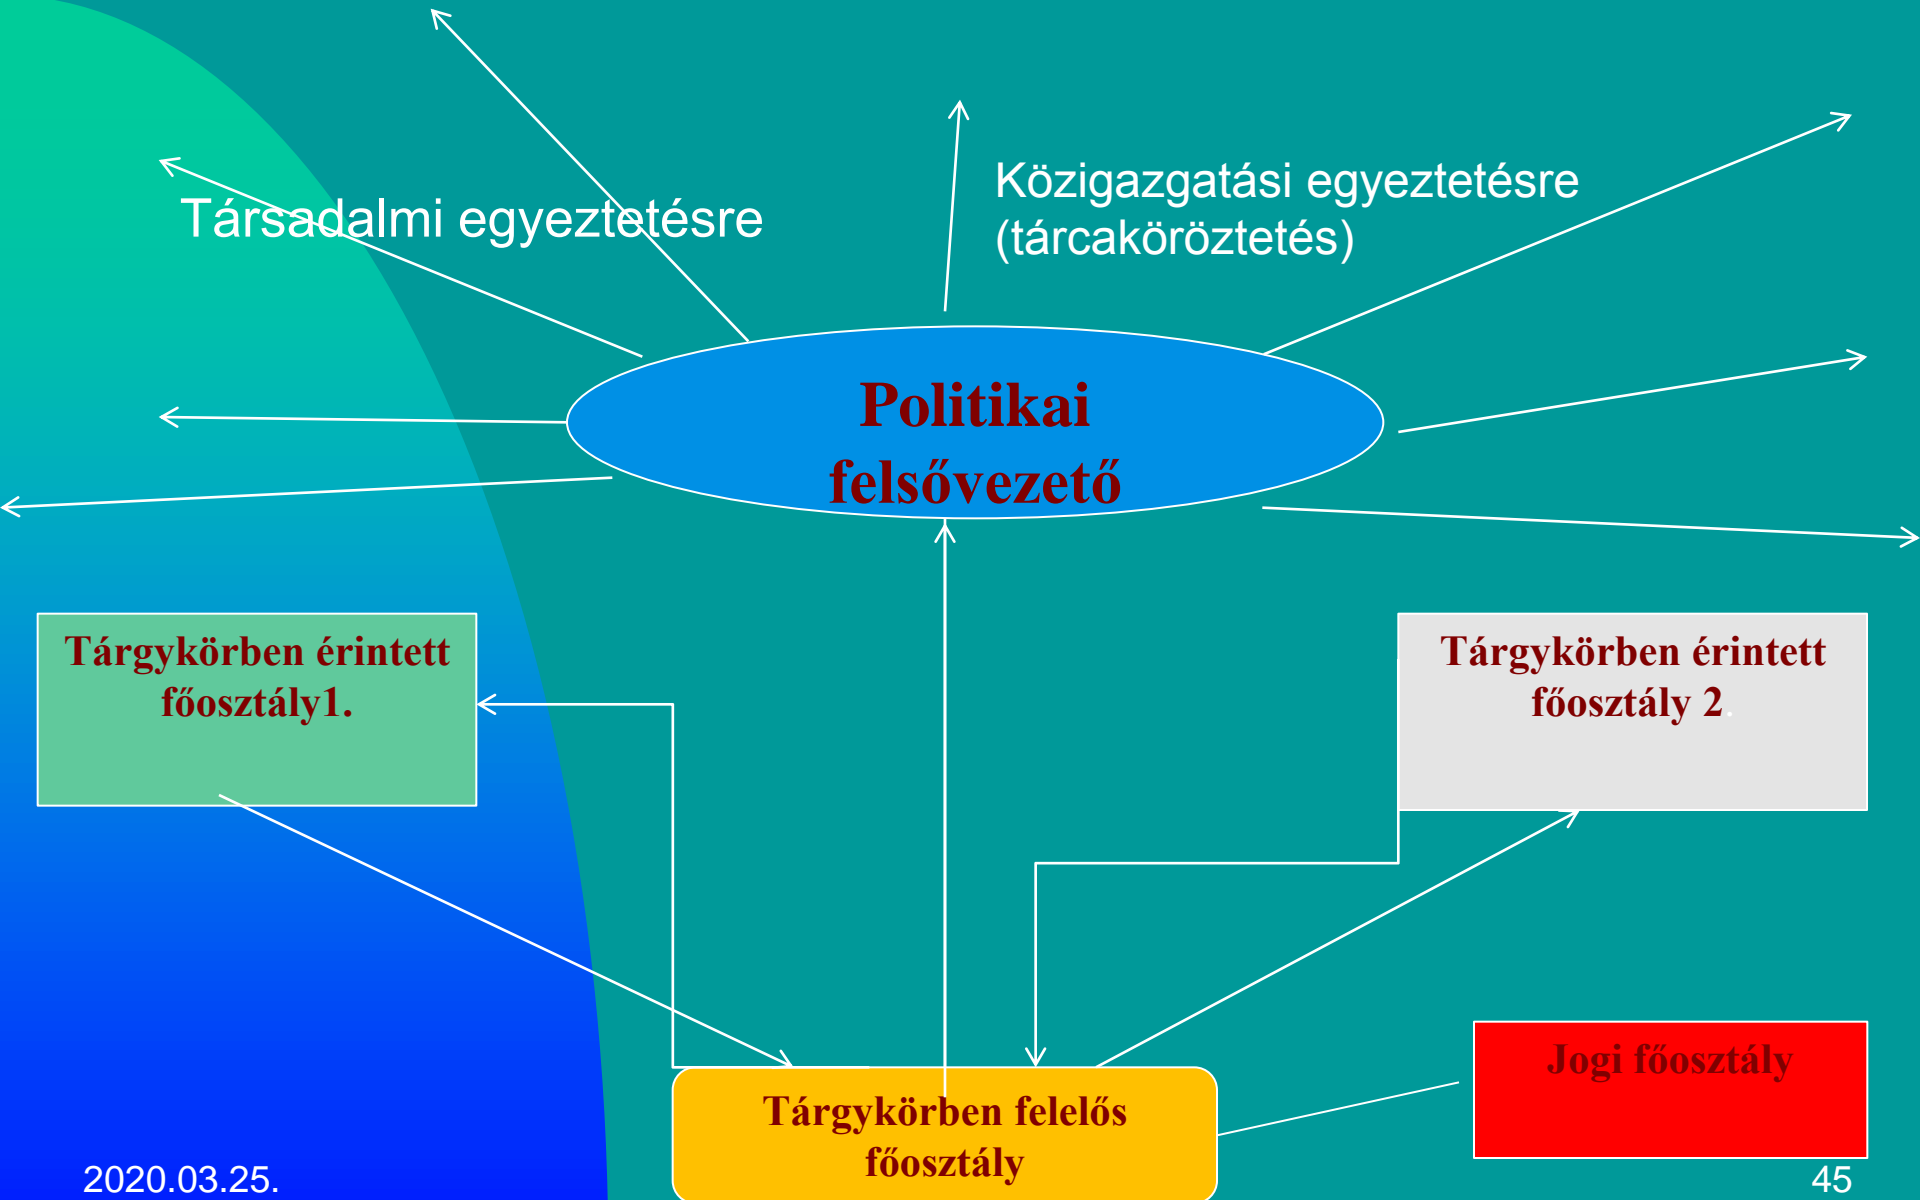 Társadalmi egyeztetésre
Közigazgatási egyeztetésre
(tárcaköröztetés)
Politikai
felsővezető
Tárgykörben érintett
főosztály1.
Tárgykörben érintett
főosztály 2.
Jogi főosztály
Tárgykörben felelős
főosztály
2020.03.25.
45